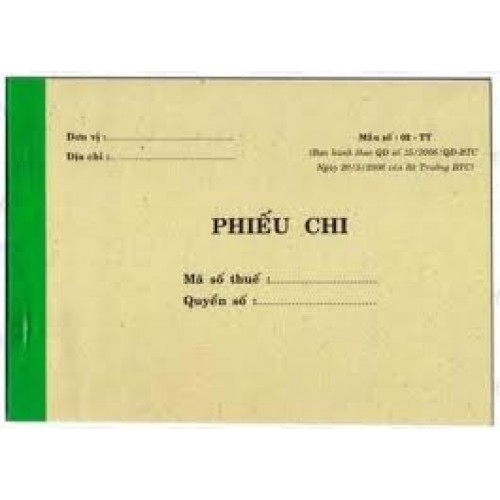 Đơn vị :
Mẫu số : 02 - TT
Địa chỉ :
(Ban hành theo QĐ số 15/2006/QĐ-BTC
Ngày 20/3/2006 của Bộ Trưởng BTC)
PHIẾU CHI
Mã số thuế :
Quyển số :